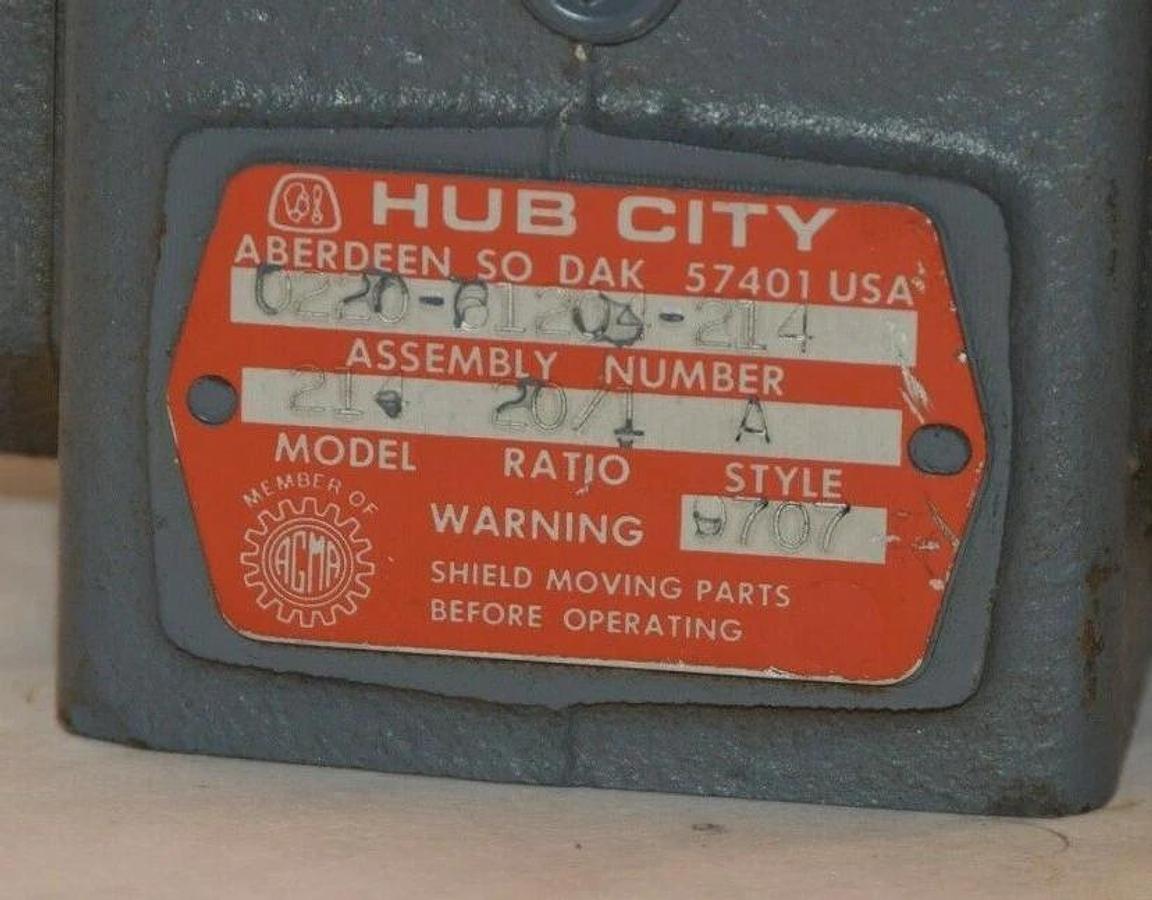 HUB CITY
ABERDEEN SO DAK 57401 USA
ASSEMBLY NUMBER
214 20/1 A
MODEL RATIO STYLE
MEMBER OF
AGMA
WARNING 9707
SHIELD MOVING PARTS
BEFORE OPERATING